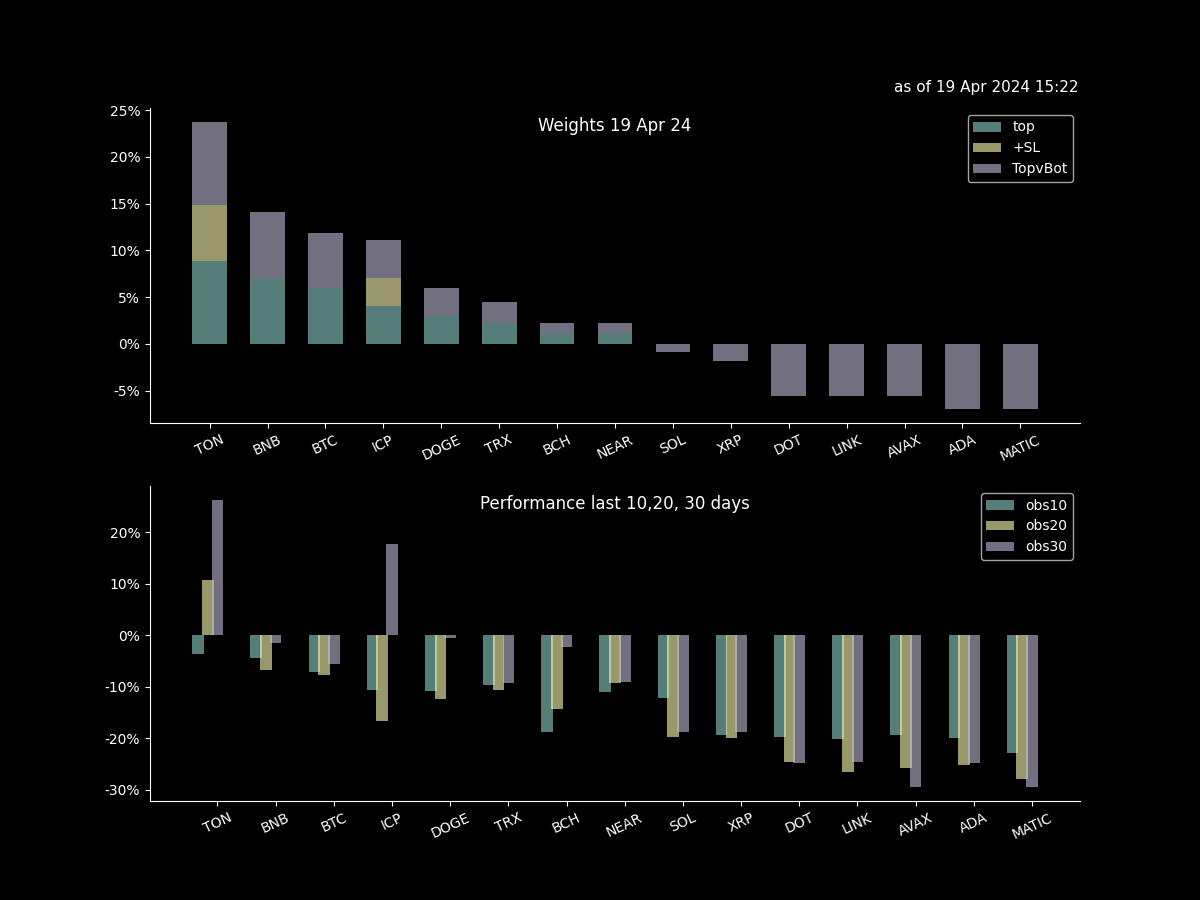 as of 19 Apr 2024 15:22
Weights 19 Apr 24
25%
20%
15%
10%
5%
0%
-5%
top
+SL
TopvBot
TON BNB BTC ICP DOGE TRX BCH NEAR SOL XRP DOT LINK AVAX ADA MATIC
Performance last 10,20, 30 days
20%
10%
0%
-10%
-20%
-30%
obs10
obs20
obs30
TON BNB BTC ICP DOGE TRX BCH NEAR SOL XRP DOT LINK AVAX ADA MATIC